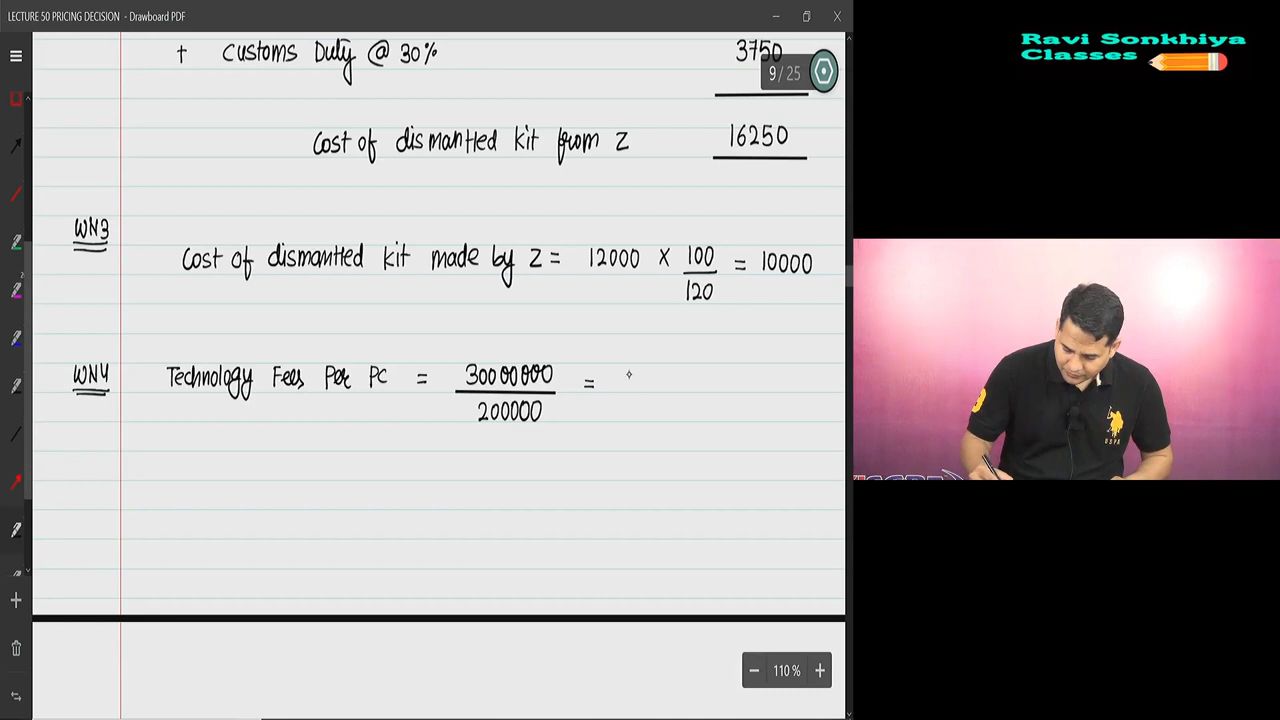 LECTURE 50 PRICING DECISION - Drawboard PDF
Ravi Sonkhiya
Classes
+ Customs Duty @ 30% 3750
9 / 25
Cost of dismantled kit from Z 16250
WN3
Cost of dismantled kit made by Z = 12000 × 100/120 = 10000
WN4 Technology Fees Per PC = 30000000/200000 =
USPA
110 %